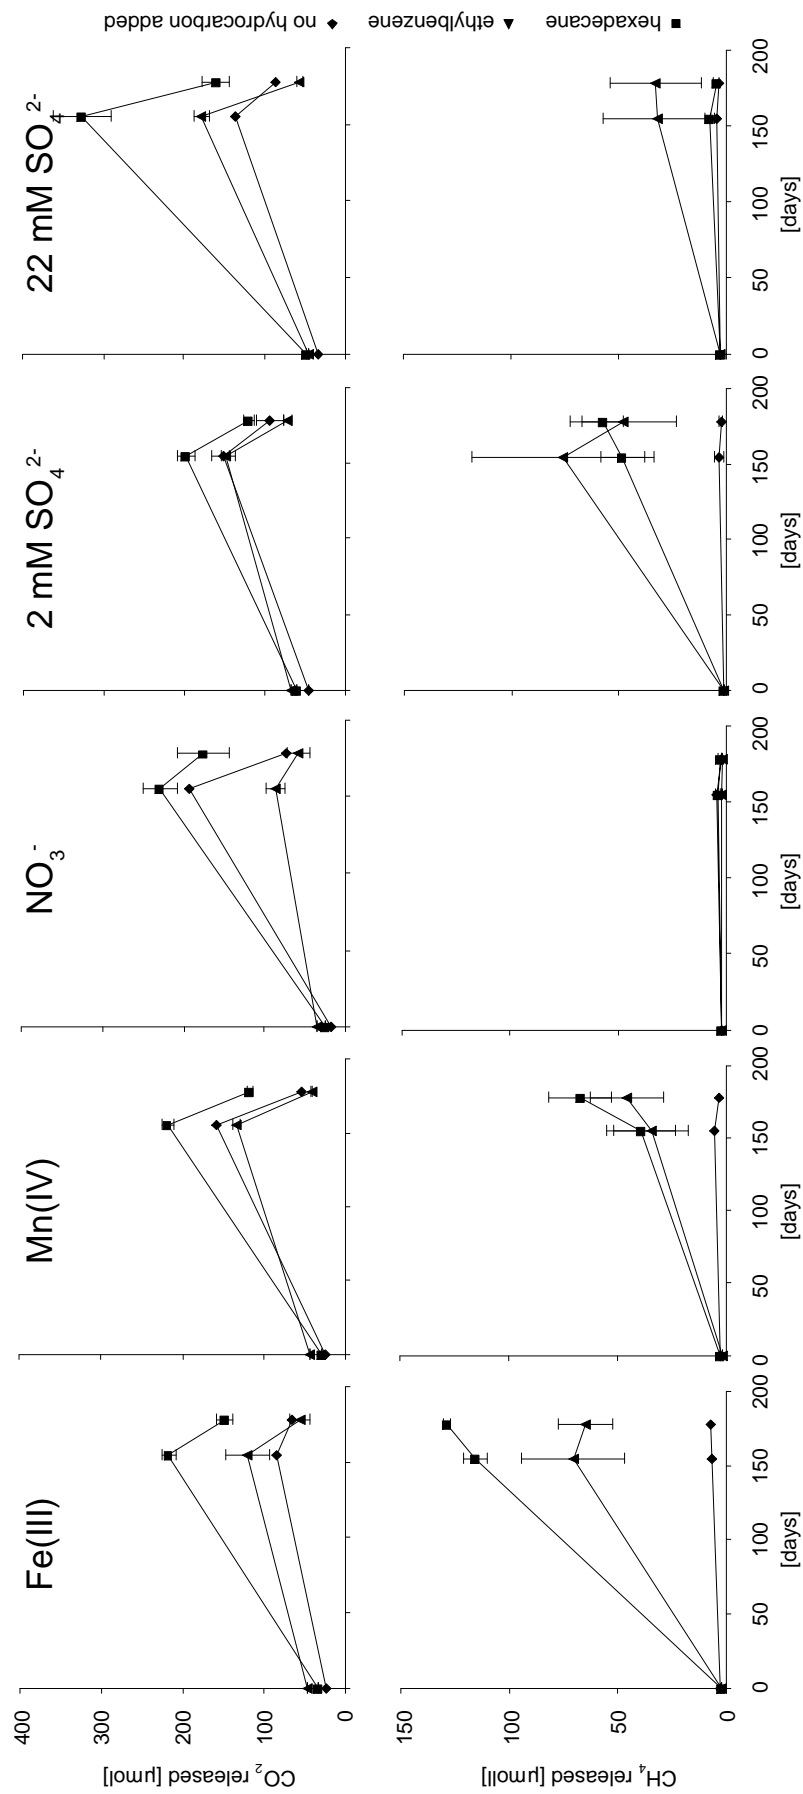 Fe(III) Mn(IV) NO₃⁻ 2 mM SO₄²⁻ 22 mM SO₄²⁻
CO₂ released [µmol]
400
300
200
100
0
CH₄ released [µmoll]
150
100
50
0
0 50 100 150 200 0 50 100 150 200 0 50 100 150 200 0 50 100 150 200 0 50 100 150 200
[days] [days] [days] [days] [days]
no hydrocarbon added
ethylbenzene
hexadecane